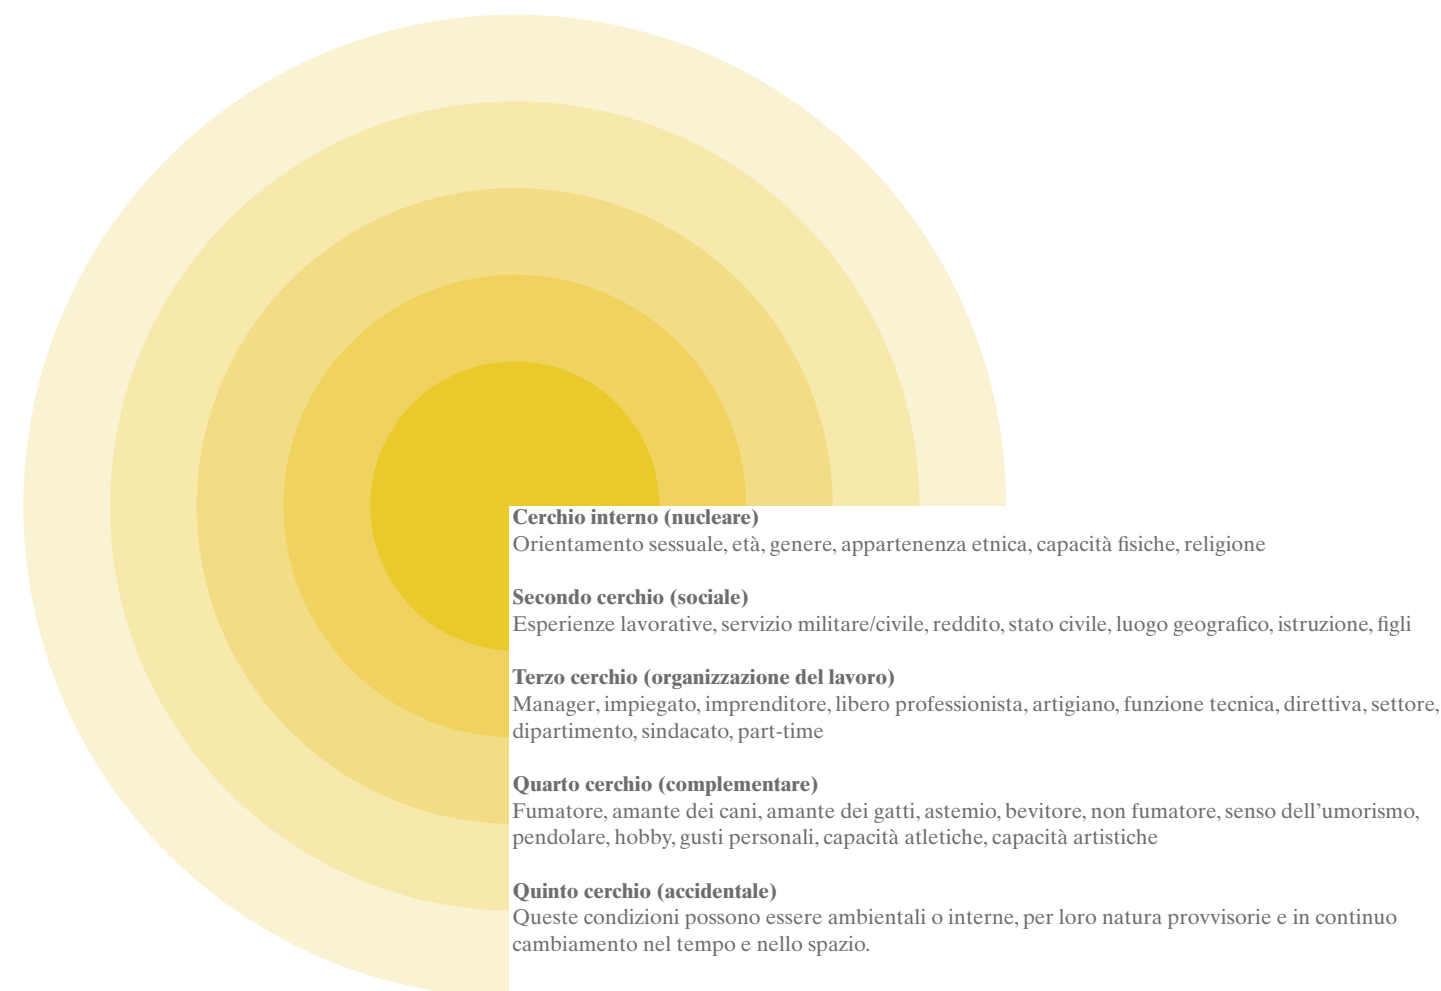 Cerchio interno (nucleare)
Orientamento sessuale, età, genere, appartenenza etnica, capacità fisiche, religione
Secondo cerchio (sociale)
Esperienze lavorative, servizio militare/civile, reddito, stato civile, luogo geografico, istruzione, figli
Terzo cerchio (organizzazione del lavoro)
Manager, impiegato, imprenditore, libero professionista, artigiano, funzione tecnica, direttiva, settore,
dipartimento, sindacato, part-time
Quarto cerchio (complementare)
Fumatore, amante dei cani, amante dei gatti, astemio, bevitore, non fumatore, senso dell’umorismo,
pendolare, hobby, gusti personali, capacità atletiche, capacità artistiche
Quinto cerchio (accidentale)
Queste condizioni possono essere ambientali o interne, per loro natura provvisorie e in continuo
cambiamento nel tempo e nello spazio.